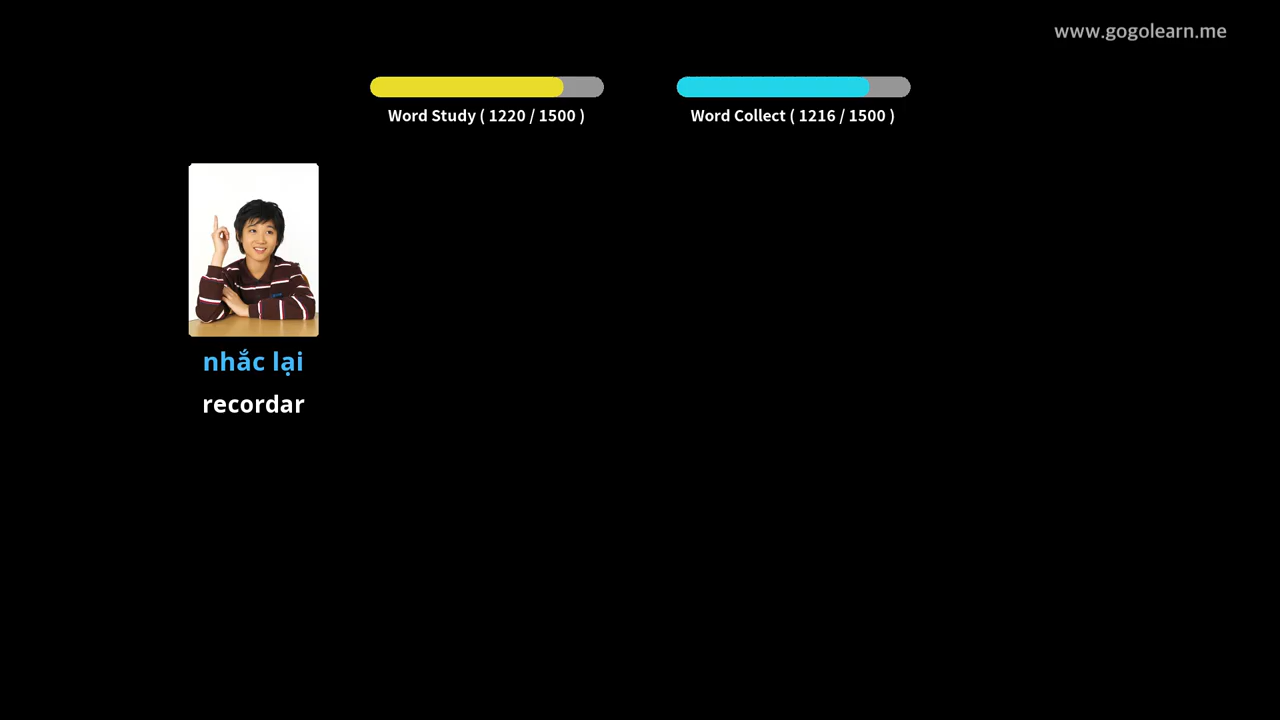 www.gogolearn.me
Word Study ( 1220 / 1500 )
Word Collect ( 1216 / 1500 )
nhắc lại
recordar